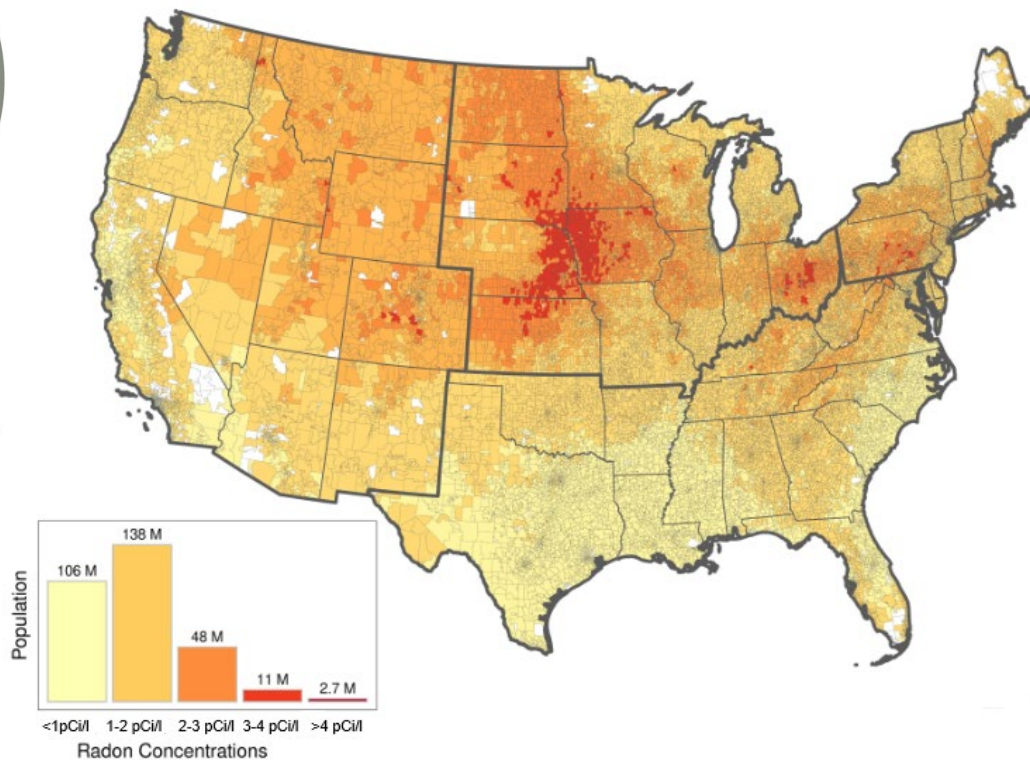 138 M
106 M
48 M
11 M
2.7 M
Population
<1pCi/l 1-2 pCi/l 2-3 pCi/l 3-4 pCi/l >4 pCi/l
Radon Concentrations